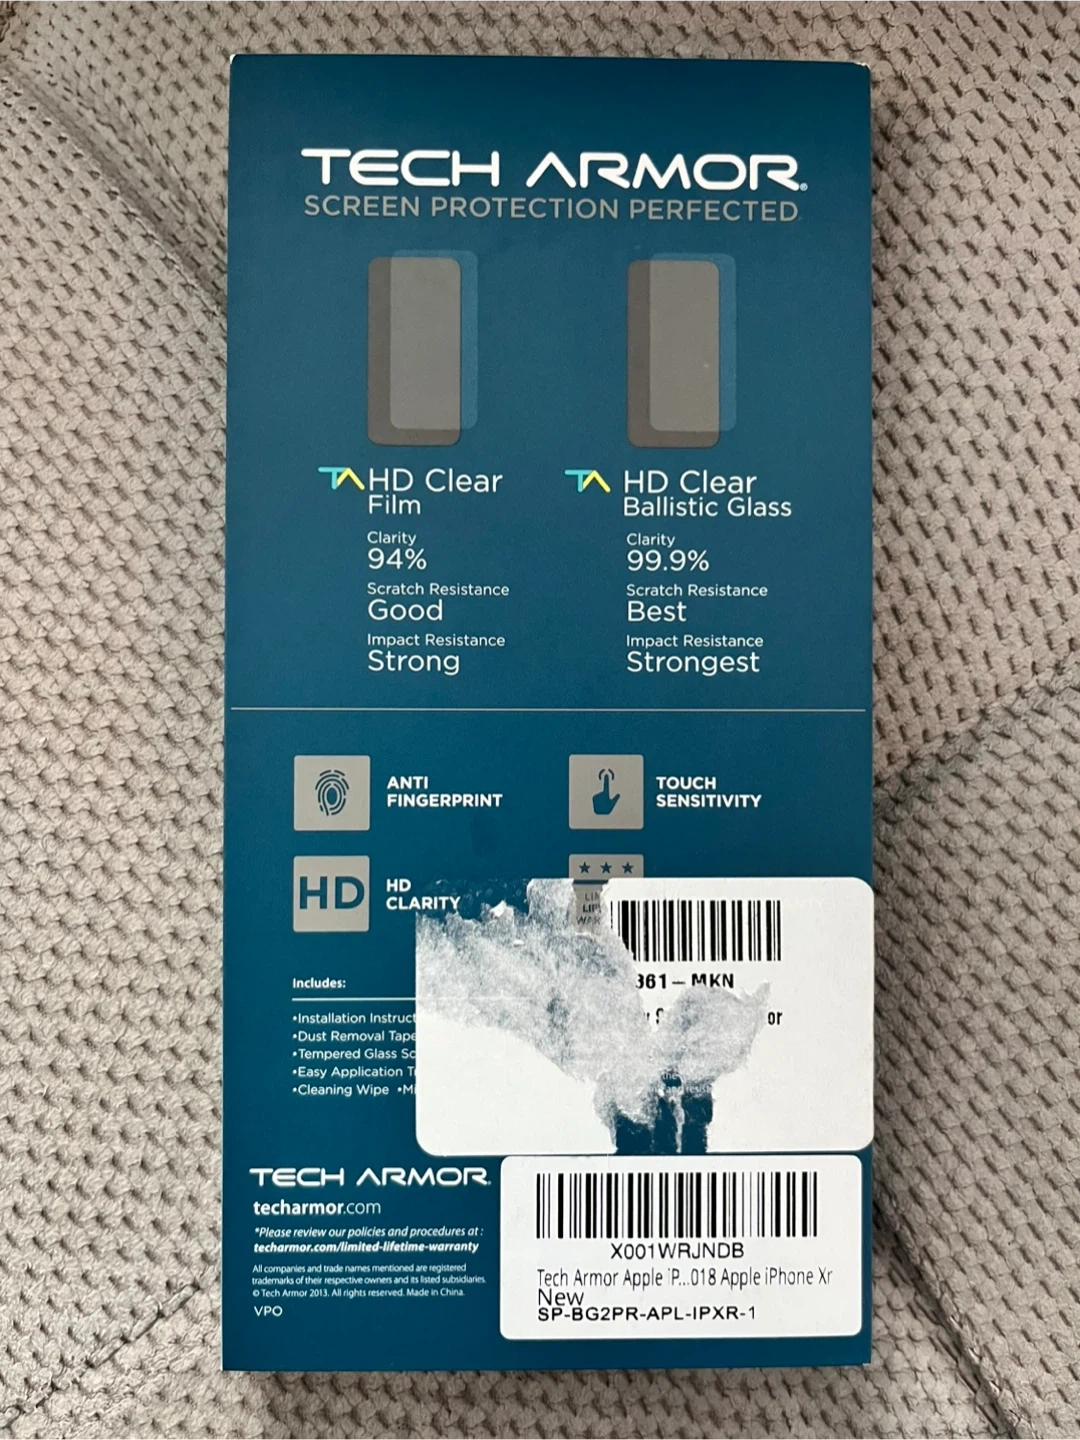 TECH ARMOR®
SCREEN PROTECTION PERFECTED
TA HD Clear
Film
Clarity
94%
Scratch Resistance
Good
Impact Resistance
Strong
TA HD Clear
Ballistic Glass
Clarity
99.9%
Scratch Resistance
Best
Impact Resistance
Strongest
ANTI
FINGERPRINT
TOUCH
SENSITIVITY
HD
HD
CLARITY
361-MKN
or
Includes:
•Installation Instruct
•Dust Removal Tape
•Tempered Glass Sc
•Easy Application T
•Cleaning Wipe •Mi
TECH ARMOR.
techarmor.com
*Please review our policies and procedures at :
techarmor.com/limited-lifetime-warranty
All companies and trade names mentioned are registered
trademarks of their respective owners and its listed subsidiaries.
© Tech Armor 2013. All rights reserved. Made in China.
VPO
X001WRJNDB
Tech Armor Apple iP...018 Apple iPhone Xr
New
SP-BG2PR-APL-IPXR-1